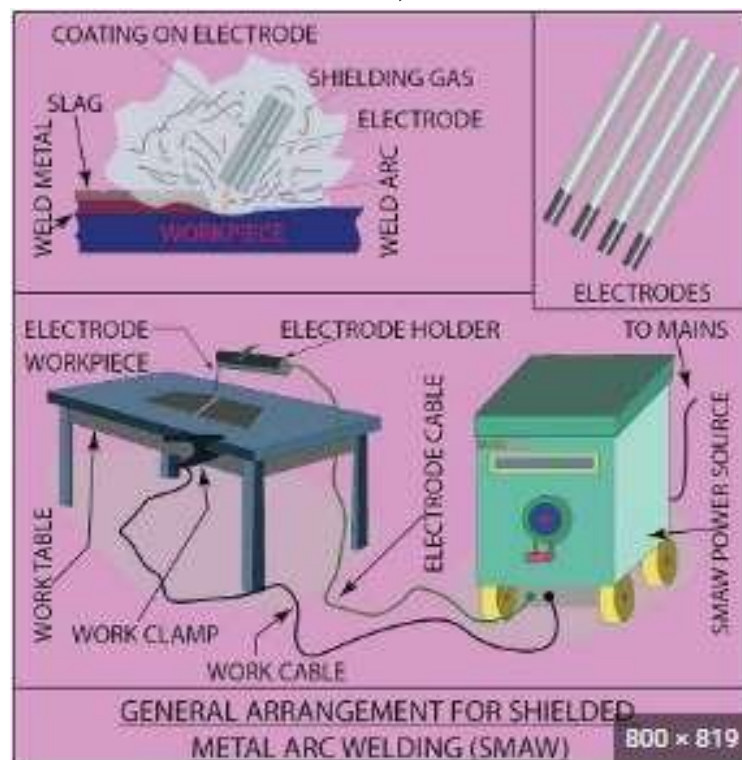 COATING ON ELECTRODE
SHIELDING GAS
SLAG
ELECTRODE
WELD METAL
WELD ARC
WORKPIECE
ELECTRODES
ELECTRODE
ELECTRODE HOLDER
TO MAINS
WORKPIECE
ELECTRODE CABLE
SMAW POWER SOURCE
WORK TABLE
WORK CLAMP
WORK CABLE
GENERAL ARRANGEMENT FOR SHIELDED
METAL ARC WELDING (SMAW)
800 × 819